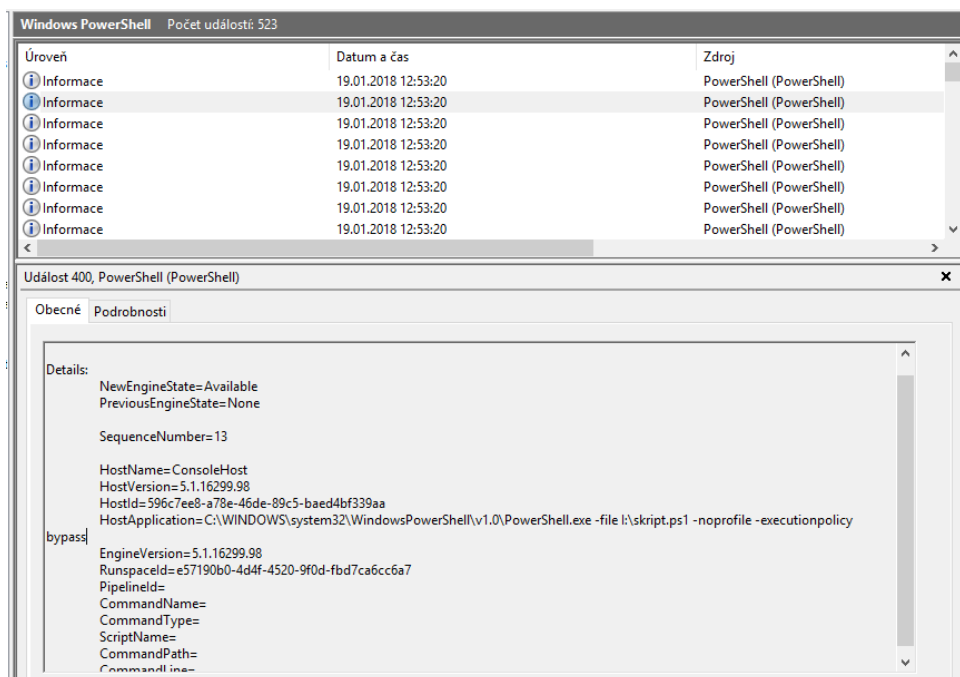 Windows PowerShell Počet událostí: 523
Úroveň Datum a čas Zdroj
Informace 19.01.2018 12:53:20 PowerShell (PowerShell)
Informace 19.01.2018 12:53:20 PowerShell (PowerShell)
Informace 19.01.2018 12:53:20 PowerShell (PowerShell)
Informace 19.01.2018 12:53:20 PowerShell (PowerShell)
Informace 19.01.2018 12:53:20 PowerShell (PowerShell)
Informace 19.01.2018 12:53:20 PowerShell (PowerShell)
Informace 19.01.2018 12:53:20 PowerShell (PowerShell)
Informace 19.01.2018 12:53:20 PowerShell (PowerShell)
Událost 400, PowerShell (PowerShell)
Obecné Podrobnosti
Details:
NewEngineState=Available
PreviousEngineState=None
SequenceNumber=13
HostName=ConsoleHost
HostVersion=5.1.16299.98
HostId=596c7ee8-a78e-46de-89c5-baed4bf339aa
HostApplication=C:\WINDOWS\system32\WindowsPowerShell\v1.0\PowerShell.exe -file I:\skript.ps1 -noprofile -executionpolicy
bypass
EngineVersion=5.1.16299.98
RunspaceId=e57190b0-4d4f-4520-9f0d-fbd7ca6cc6a7
PipelineId=
CommandName=
CommandType=
ScriptName=
CommandPath=
CommandLine=